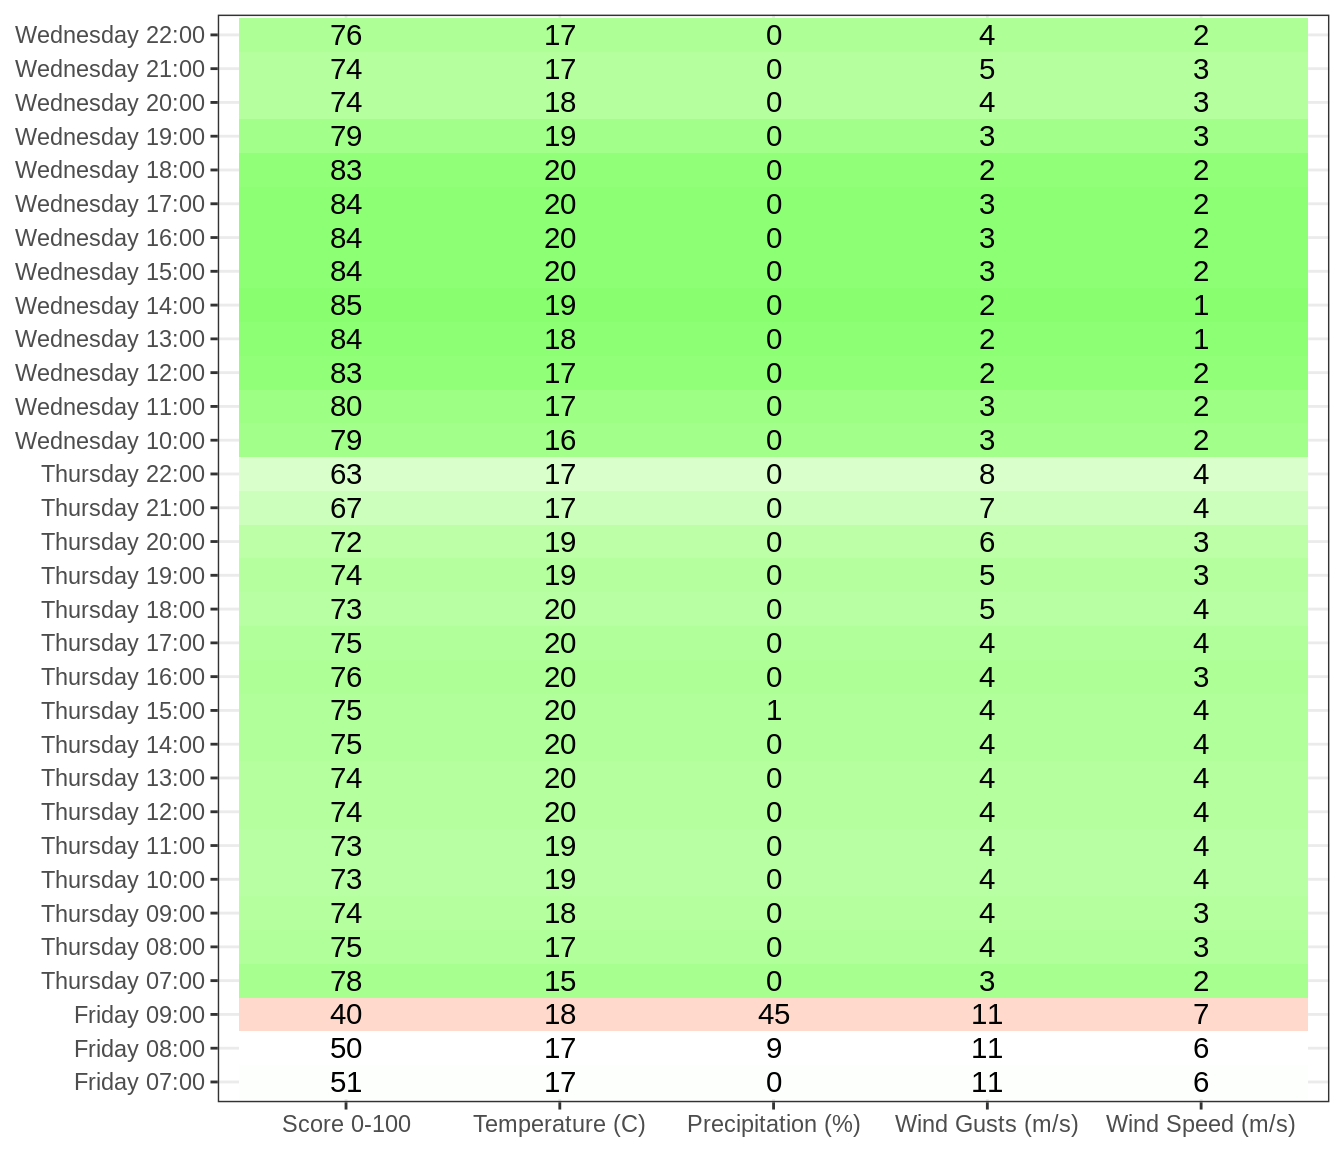 Wednesday 22:00 76 17 0 4 2
Wednesday 21:00 74 17 0 5 3
Wednesday 20:00 74 18 0 4 3
Wednesday 19:00 79 19 0 3 3
Wednesday 18:00 83 20 0 2 2
Wednesday 17:00 84 20 0 3 2
Wednesday 16:00 84 20 0 3 2
Wednesday 15:00 84 20 0 3 2
Wednesday 14:00 85 19 0 2 1
Wednesday 13:00 84 18 0 2 1
Wednesday 12:00 83 17 0 2 2
Wednesday 11:00 80 17 0 3 2
Wednesday 10:00 79 16 0 3 2
Thursday 22:00 63 17 0 8 4
Thursday 21:00 67 17 0 7 4
Thursday 20:00 72 19 0 6 3
Thursday 19:00 74 19 0 5 3
Thursday 18:00 73 20 0 5 4
Thursday 17:00 75 20 0 4 4
Thursday 16:00 76 20 0 4 3
Thursday 15:00 75 20 1 4 4
Thursday 14:00 75 20 0 4 4
Thursday 13:00 74 20 0 4 4
Thursday 12:00 74 20 0 4 4
Thursday 11:00 73 19 0 4 4
Thursday 10:00 73 19 0 4 4
Thursday 09:00 74 18 0 4 3
Thursday 08:00 75 17 0 4 3
Thursday 07:00 78 15 0 3 2
Friday 09:00 40 18 45 11 7
Friday 08:00 50 17 9 11 6
Friday 07:00 51 17 0 11 6
Score 0-100 Temperature (C) Precipitation (%) Wind Gusts (m/s) Wind Speed (m/s)